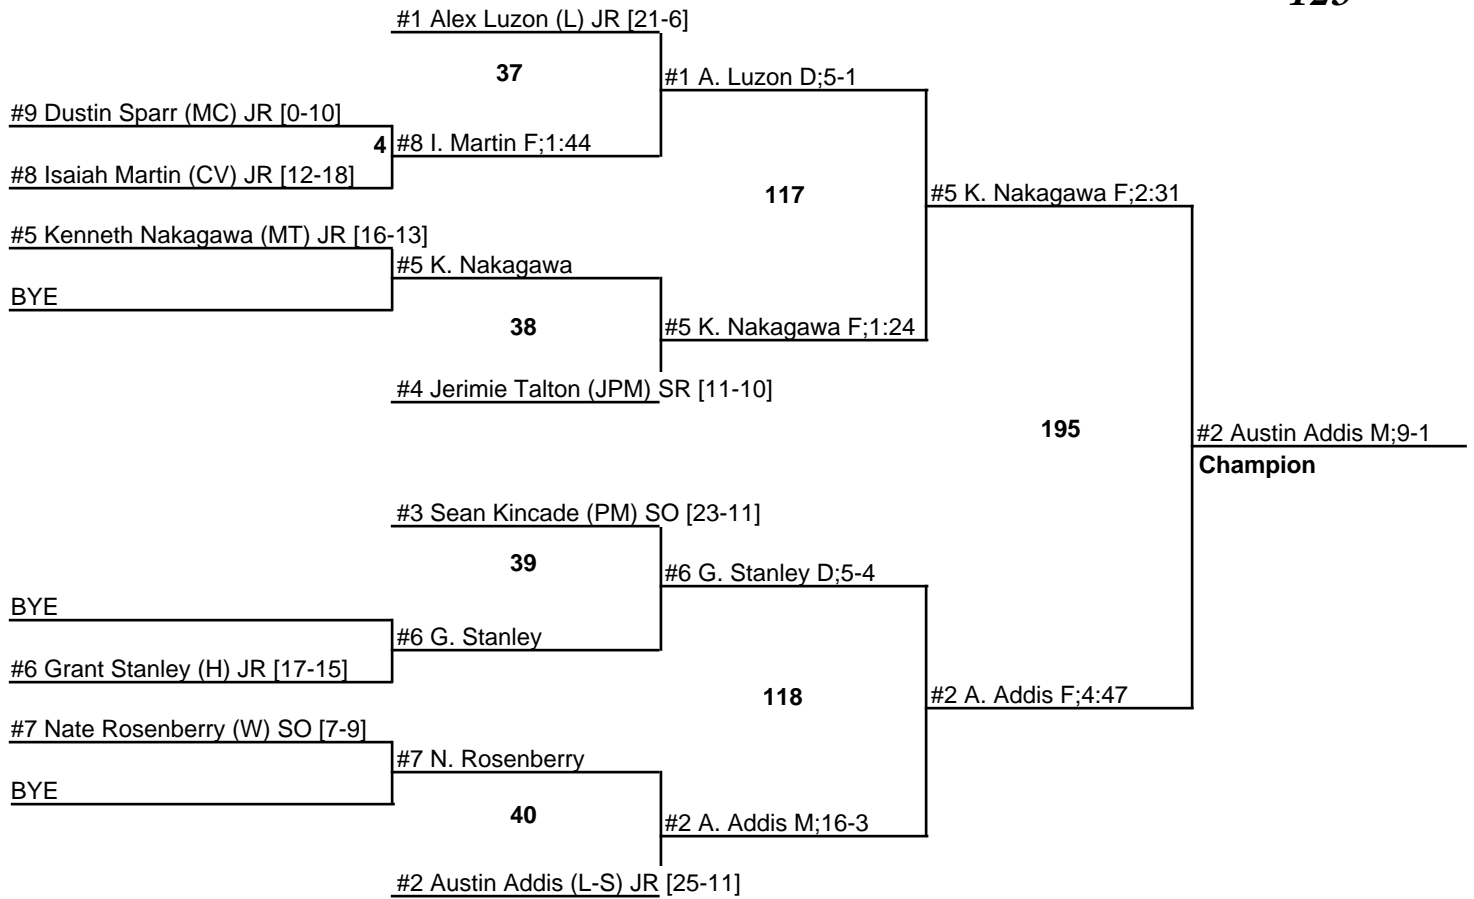 #1 Alex Luzon (L) JR [21-6]
37
#1 A. Luzon D;5-1
#9 Dustin Sparr (MC) JR [0-10]
4
#8 I. Martin F;1:44
#8 Isaiah Martin (CV) JR [12-18]
117
#5 K. Nakagawa F;2:31
#5 Kenneth Nakagawa (MT) JR [16-13]
#5 K. Nakagawa
BYE
38
#5 K. Nakagawa F;1:24
#4 Jerimie Talton (JPM) SR [11-10]
195
#2 Austin Addis M;9-1
Champion
#3 Sean Kincade (PM) SO [23-11]
39
#6 G. Stanley D;5-4
BYE
#6 G. Stanley
#6 Grant Stanley (H) JR [17-15]
118
#2 A. Addis F;4:47
#7 Nate Rosenberry (W) SO [7-9]
#7 N. Rosenberry
BYE
40
#2 A. Addis M;16-3
#2 Austin Addis (L-S) JR [25-11]